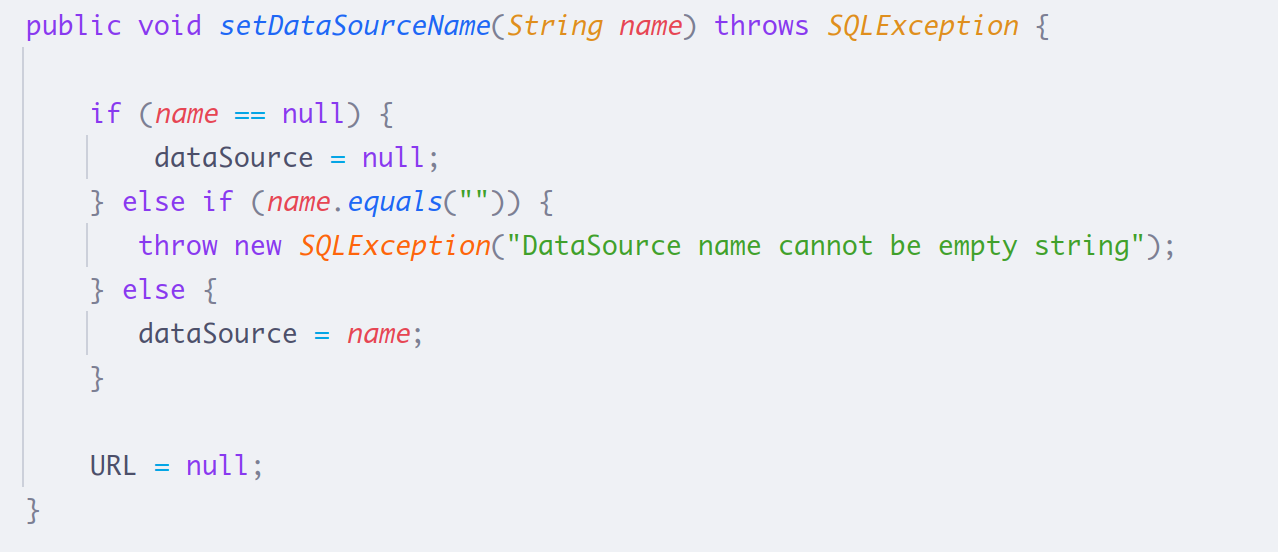 public void setDataSourceName(String name) throws SQLException {
if (name == null) {
dataSource = null;
} else if (name.equals("")) {
throw new SQLException("DataSource name cannot be empty string");
} else {
dataSource = name;
}
URL = null;
}